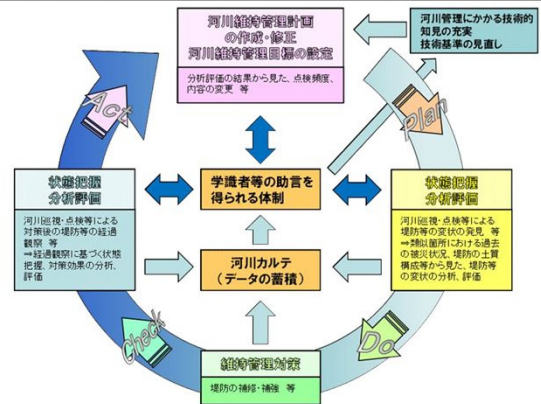 河川維持管理計画
の作成・修正
河川維持管理目標の設定
分析評価の結果から見た、点検頻度、
内容の変更 等
河川管理にかかる技術的
知見の充実
技術基準の見直し
Act
Plan
状態把握
分析評価
河川巡視・点検等による
対策後の堤防等の経過
観察 等
⇒経過観察に基づく状態
把握、対策効果の分析、
評価
学識者等の助言を
得られる体制
状態把握
分析評価
河川巡視・点検等による
堤防等の変状の発見 等
⇒類似箇所における過去
の被災状況、堤防の土質
構成等から見た、堤防等
の変状の分析、評価
河川カルテ
（データの蓄積）
Check
Do
維持管理対策
堤防の補修・補強 等